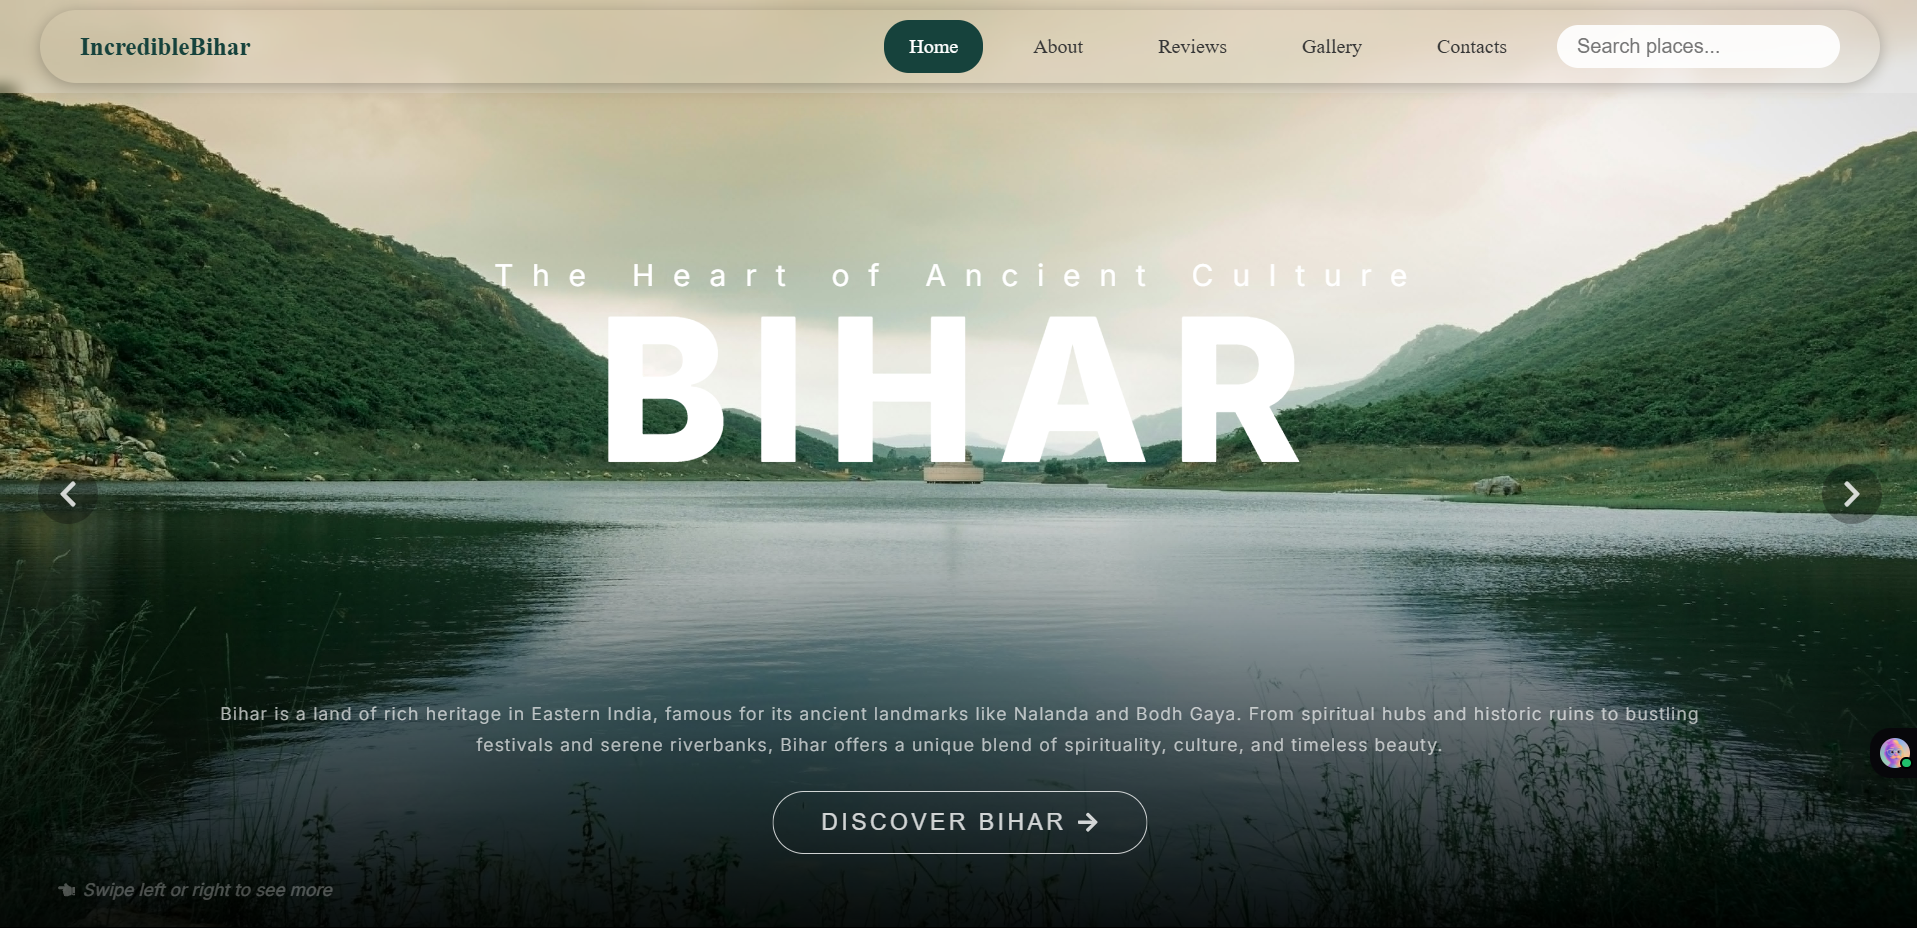 IncredibleBihar
Home
About
Reviews
Gallery
Contacts
Search places...
The Heart of Ancient Culture
BIHAR
Bihar is a land of rich heritage in Eastern India, famous for its ancient landmarks like Nalanda and Bodh Gaya. From spiritual hubs and historic ruins to bustling
festivals and serene riverbanks, Bihar offers a unique blend of spirituality, culture, and timeless beauty.
DISCOVER BIHAR
Swipe left or right to see more